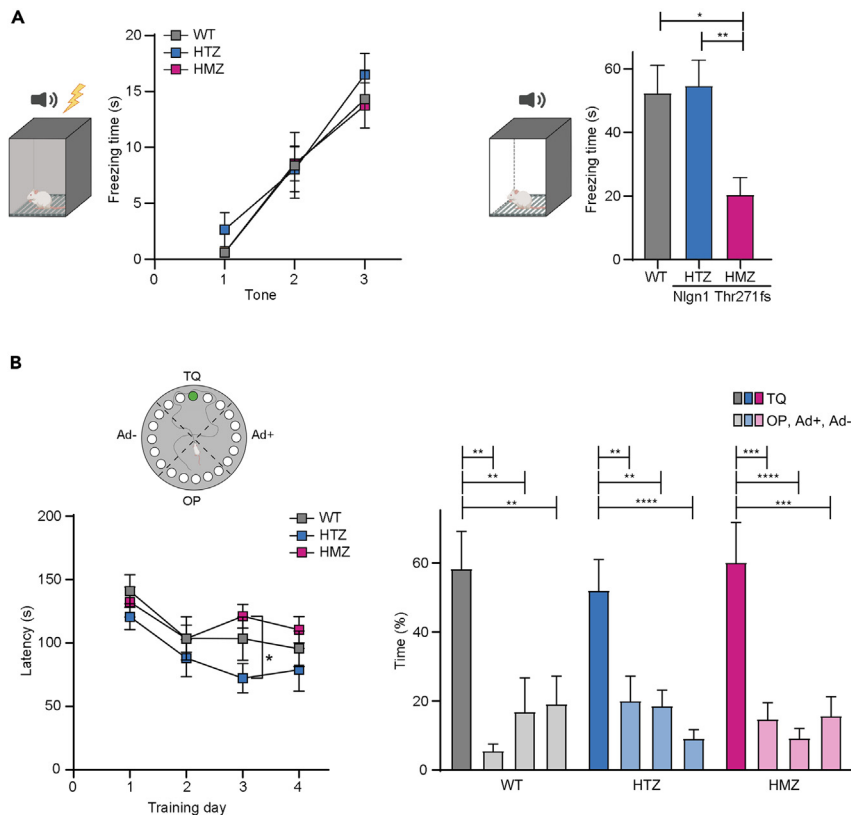 A
WT
HTZ
HMZ
Freezing time (s)
20
15
10
5
0
0 1 2 3
Tone
*
**
Freezing time (s)
60
40
20
0
WT HTZ HMZ
Nlgn1 Thr271fs
B
TQ
Ad- Ad+
OP
WT
HTZ
HMZ
Latency (s)
200
150
100
50
0
*
0 1 2 3 4
Training day
TQ
OP, Ad+, Ad-
** ** ***
** ** ****
** **** ***
Time (%)
60
40
20
0
WT HTZ HMZ